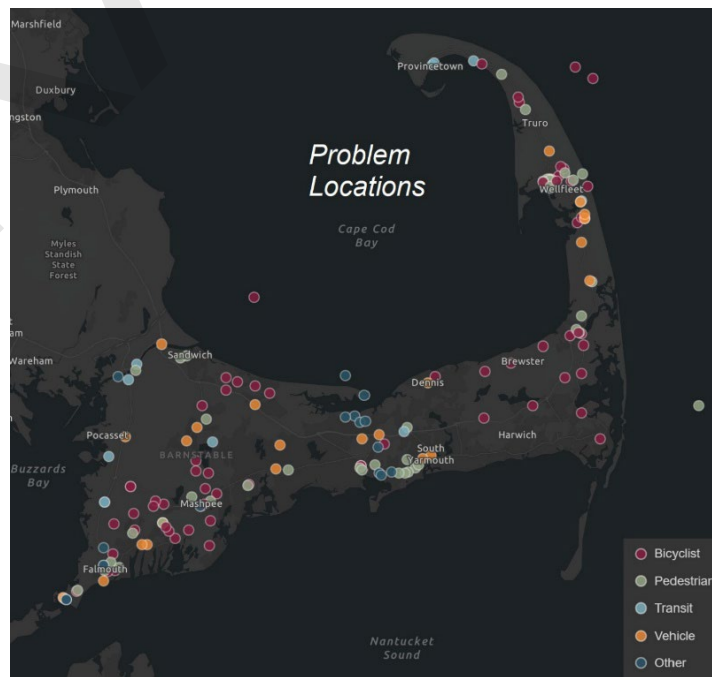 Marshfield
Duxbury
ngston
Plymouth
Myles
Standish
State
Forest
am
Wareham
Buzzards
Bay
Problem
Locations
Cape Cod
Bay
Provincetown
Truro
Wellfleet
Sandwich
Brewster
Dennis
Pocasset
BARNSTABLE
South
Yarmouth
Harwich
Mashpee
Falmouth
Nantucket
Sound
Bicyclist
Pedestrian
Transit
Vehicle
Other